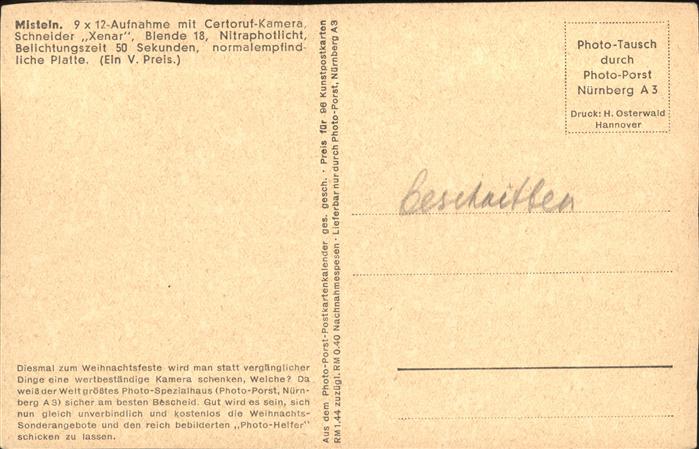 Misteln. 9 x 12-Aufnahme mit Certoruf-Kamera,
Schneider „Xenar", Blende 18, Nitraphotlicht,
Belichtungszeit 50 Sekunden, normalempfind-
liche Platte. (Ein V. Preis.)
Diesmal zum Weihnachtsfeste wird man statt vergänglicher
Dinge eine wertbeständige Kamera schenken, Welche? Da
weiß der Welt größtes Photo-Spezialhaus (Photo-Porst, Nürn-
berg A 3) sicher am besten Bescheid. Gut wird es sein, sich
nun gleich unverbindlich und kostenlos die Weihnachts-
Sonderangebote und den reich bebilderten „Photo-Helfer"
schicken zu lassen.
Aus dem Photo-Porst-Postkartenkalender ges. gesch. · Preis für 96 Kunstpostkarten
RM 1.44 zuzügl. RM 0.40 Nachnahmespesen · Lieferbar nur durch Photo-Porst, Nürnberg A 3
Photo-Tausch
durch
Photo-Porst
Nürnberg A 3
Druck: H. Osterwald
Hannover
beschnitten